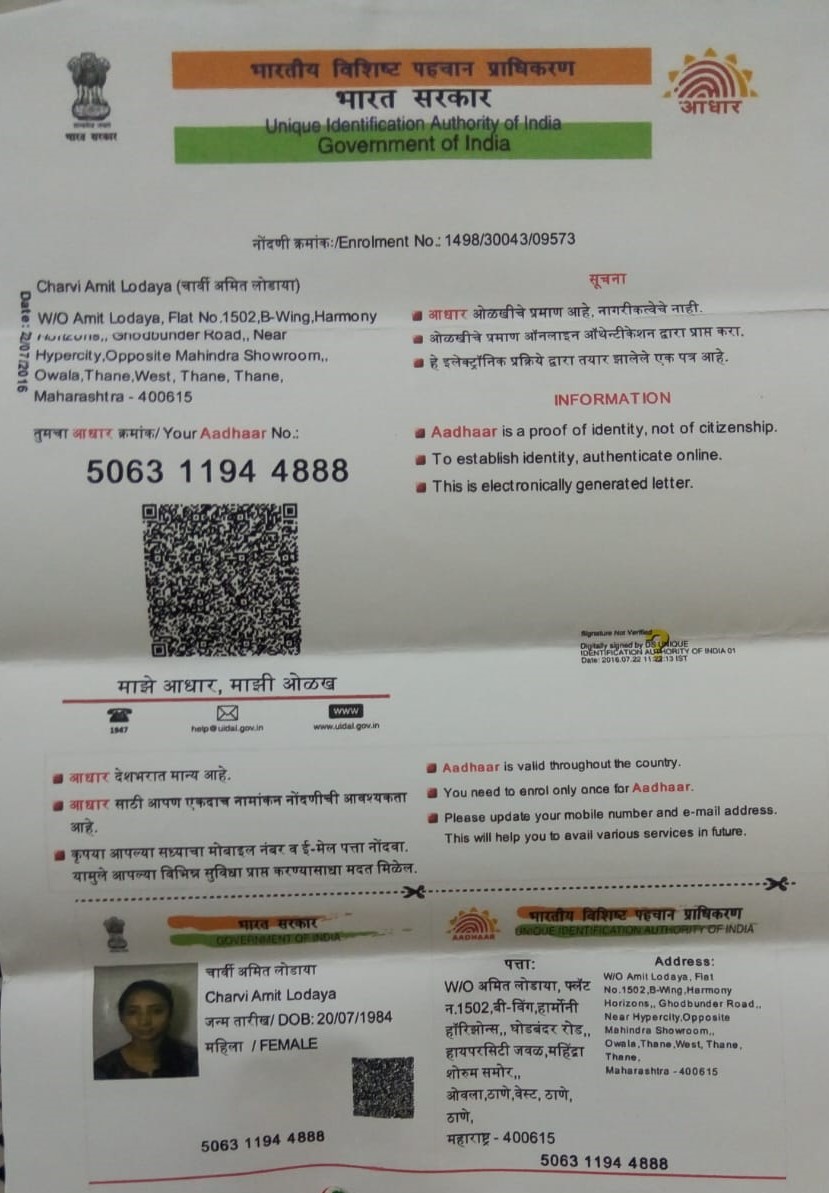 भारत सरकार
भारतीय विशिष्ट पहचान प्राधिकरण
भारत सरकार
Unique Identification Authority of India
Government of India
आधार
नोंदणी क्रमांक:/Enrolment No.: 1498/30043/09573
Charvi Amit Lodaya (चार्वी अमित लोडाया)
W/O Amit Lodaya, Flat No.1502,B-Wing,Harmony
Horizons,, Ghodbunder Road,, Near
Hypercity,Opposite Mahindra Showroom,,
Owala,Thane,West, Thane, Thane,
Maharashtra - 400615
तुमचा आधार क्रमांक/ Your Aadhaar No.:
5063 1194 4888
सूचना
आधार ओळखीचे प्रमाण आहे, नागरीकत्वेचे नाही.
ओळखीचे प्रमाण ऑनलाइन ऑथेन्टीकेशन द्वारा प्राप्त करा.
हे इलेक्ट्रॉनिक प्रक्रिये द्वारा तयार झालेले एक पत्र आहे.
INFORMATION
Aadhaar is a proof of identity, not of citizenship.
To establish identity, authenticate online.
This is electronically generated letter.
Signature Not Verified
Digitally signed by DS UNIQUE
IDENTIFICATION AUTHORITY OF INDIA 01
Date: 2016.07.22 IST
माझे आधार, माझी ओळख
1947
help@uidai.gov.in
www
www.uidai.gov.in
आधार देशभरात मान्य आहे.
आधार साठी आपण एकदाच नामांकन नोंदणीची आवश्यकता
आहे.
कृपया आपल्या सध्याचा मोबाइल नंबर व ई-मेल पत्ता नोंदवा.
यामुले आपल्या विभिन्न सुविधा प्राप्त करण्यासाधा मदत मिळेल.
Aadhaar is valid throughout the country.
You need to enrol only once for Aadhaar.
Please update your mobile number and e-mail address.
This will help you to avail various services in future.
भारत सरकार
GOVERNMENT OF INDIA
चार्वी अमित लोडाया
Charvi Amit Lodaya
जन्म तारीख/ DOB: 20/07/1984
महिला / FEMALE
5063 1194 4888
AADHAAR
भारतीय विशिष्ट पहचान प्राधिकरण
UNIQUE IDENTIFICATION AUTHORITY OF INDIA
पत्ता:
W/O अमित लोडाया, फ्लॅट
न.1502,बी-विंग,हार्मोनी
हॉरिझोन्स,, घोडबंदर रोड,,
हायपरसिटी जवळ,महिंद्रा
शोरुम समोर,,
ओवला,ठाणे,वेस्ट, ठाणे,
ठाणे,
महाराष्ट्र - 400615
Address:
W/O Amit Lodaya, Flat
No.1502,B-Wing,Harmony
Horizons,, Ghodbunder Road,,
Near Hypercity,Opposite
Mahindra Showroom,,
Owala,Thane,West, Thane,
Thane,
Maharashtra - 400615
5063 1194 4888